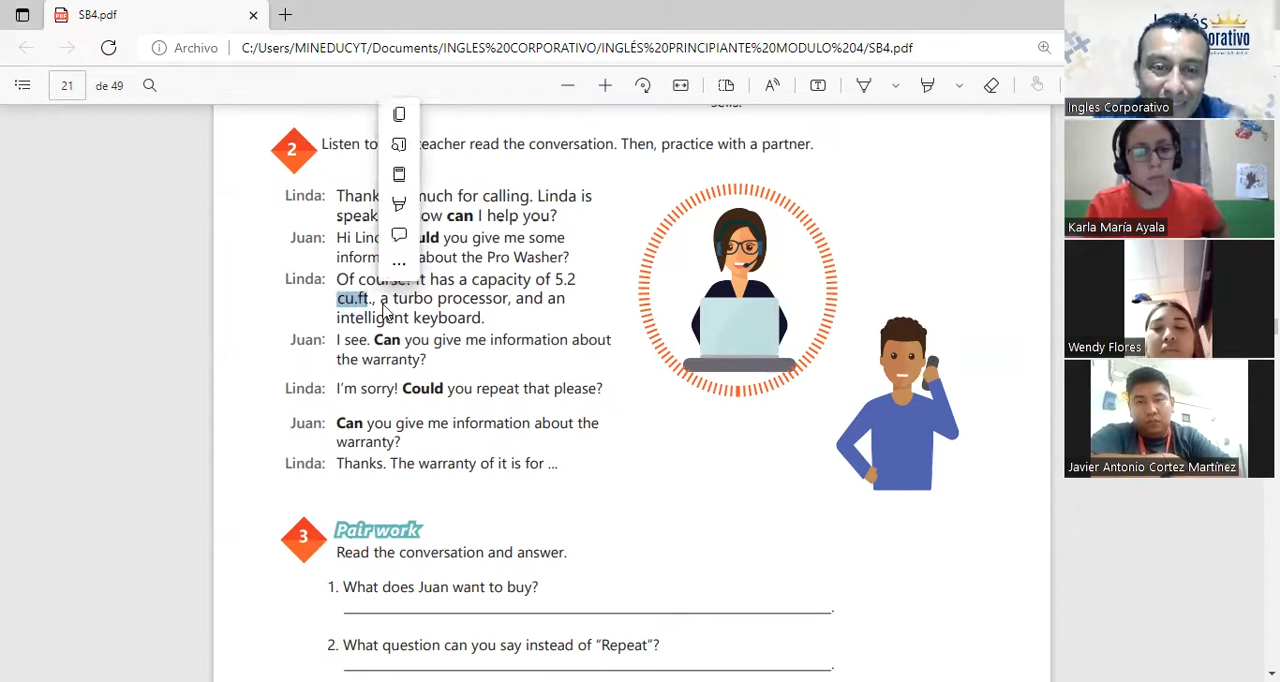 SB4.pdf
Archivo
C:/Users/MINEDUCYT/Documents/INGLES%20CORPORATIVO/INGLÉS%20PRINCIPIANTE%20MODULO%204/SB4.pdf
21 de 49
sells.
2 Listen to teacher read the conversation. Then, practice with a partner.
Linda: Thank much for calling. Linda is
speak ow can I help you?
Juan: Hi Lin uld you give me some
inform about the Pro Washer?
Linda: Of course! It has a capacity of 5.2
cu.ft., a turbo processor, and an
intelligent keyboard.
Juan: I see. Can you give me information about
the warranty?
Linda: I'm sorry! Could you repeat that please?
Juan: Can you give me information about the
warranty?
Linda: Thanks. The warranty of it is for ...
3 Pair work
Read the conversation and answer.
1. What does Juan want to buy?
2. What question can you say instead of “Repeat”?
Ingles Corporativo
Karla María Ayala
Wendy Flores
Javier Antonio Cortez Martínez